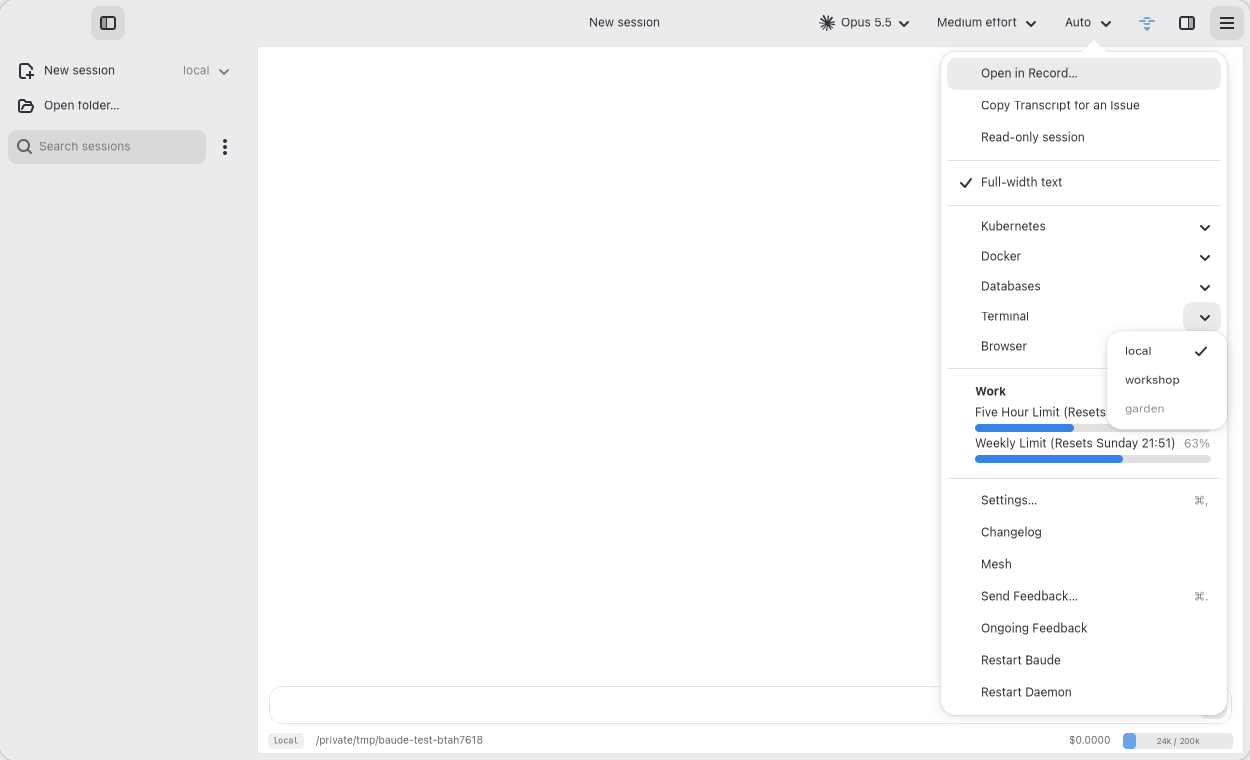 New session
Opus 5.5
Medium effort
Auto
New session
local
Open folder...
Search sessions
Open in Record...
Copy Transcript for an Issue
Read-only session
Full-width text
Kubernetes
Docker
Databases
Terminal
Browser
local
workshop
garden
Work
Five Hour Limit (Resets
Weekly Limit (Resets Sunday 21:51) 63%
Settings... ⌘,
Changelog
Mesh
Send Feedback... ⌘.
Ongoing Feedback
Restart Baude
Restart Daemon
local /private/tmp/baude-test-btah7618
$0.0000
24k / 200k